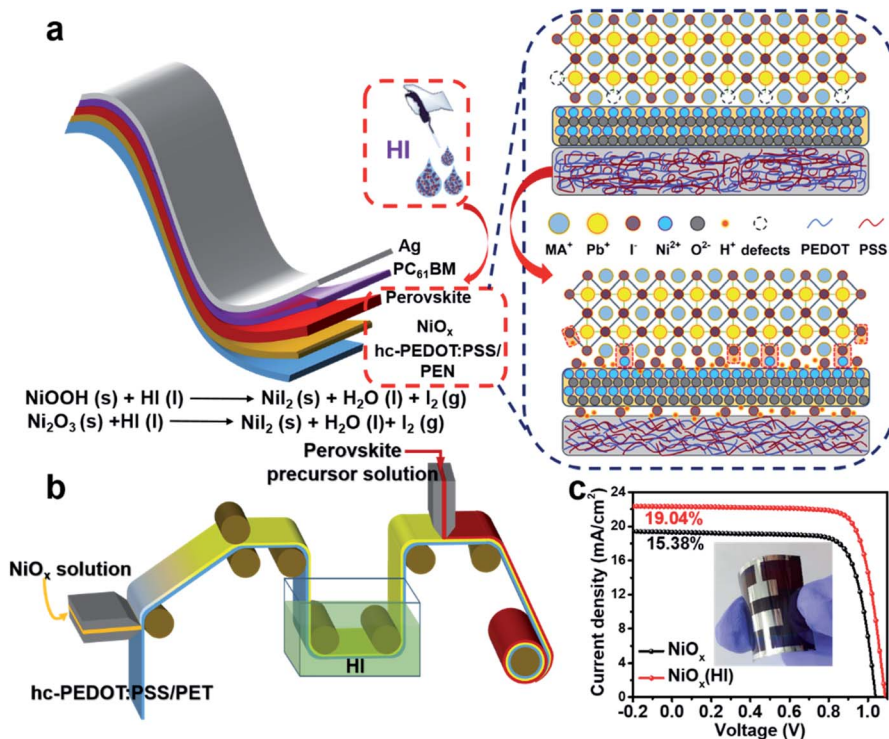 a
HI
Ag
PC₆₁BM
Perovskite
NiOₓ
hc-PEDOT:PSS/
PEN
MA⁺ Pb⁺ I⁻ Ni²⁺ O²⁻ H⁺ defects PEDOT PSS
NiOOH (s) + HI (l) ⟶ NiI₂ (s) + H₂O (l) + I₂ (g)
Ni₂O₃ (s) +HI (l) ⟶ NiI₂ (s) + H₂O (l)+ I₂ (g)
b
Perovskite
precursor solution
NiOₓ solution
HI
hc-PEDOT:PSS/PET
c
Current density (mA/cm²)
24
20
16
12
8
4
0
19.04%
15.38%
NiOₓ
NiOₓ(HI)
-0.2 0.0 0.2 0.4 0.6 0.8 1.0
Voltage (V)